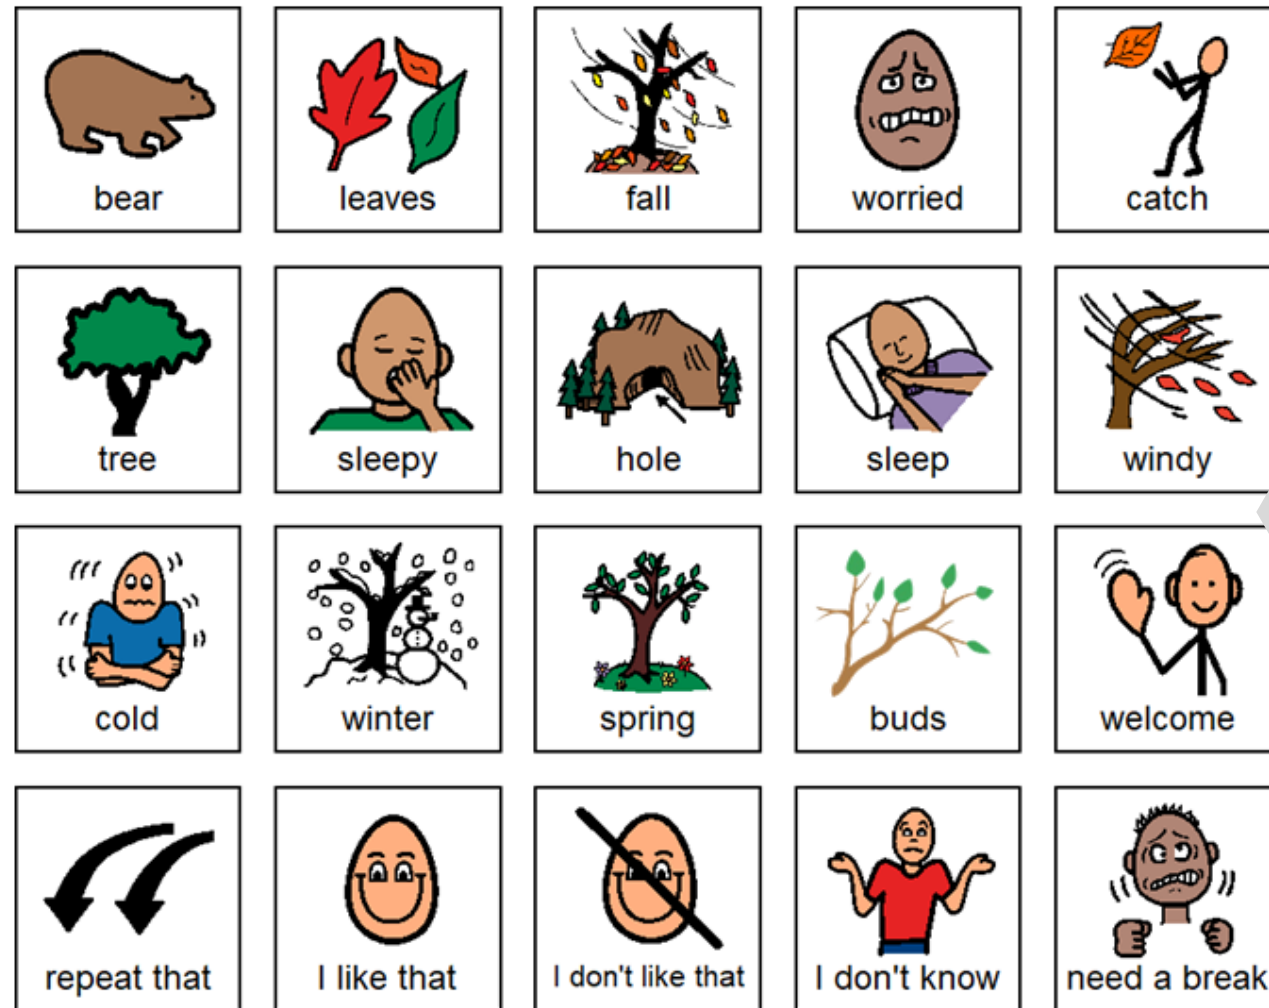 bear
leaves
fall
worried
catch
tree
sleepy
hole
sleep
windy
cold
winter
spring
buds
welcome
repeat that
I like that
I don't like that
I don't know
need a break